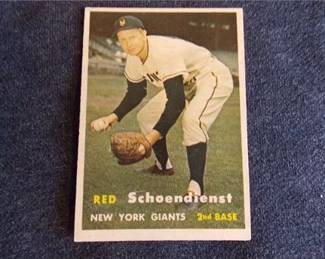 RED Schoendienst
NEW YORK GIANTS 2nd BASE